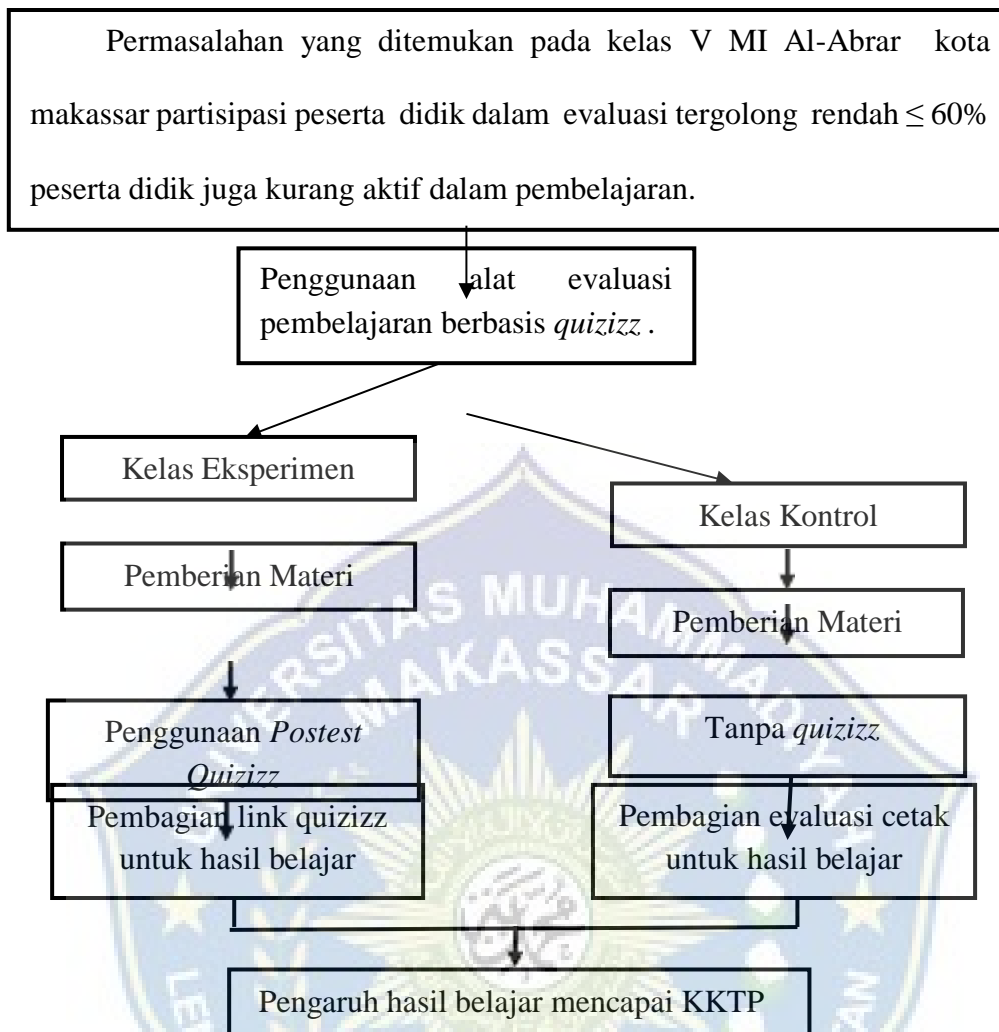 Permasalahan yang ditemukan pada kelas V MI Al-Abrar kota
makassar partisipasi peserta didik dalam evaluasi tergolong rendah ≤ 60%
peserta didik juga kurang aktif dalam pembelajaran.
Penggunaan alat evaluasi
pembelajaran berbasis quizizz .
Kelas Eksperimen
Kelas Kontrol
Pemberian Materi
Pemberian Materi
Penggunaan Postest
Quizizz
Tanpa quizizz
Pembagian link quizizz
untuk hasil belajar
Pembagian evaluasi cetak
untuk hasil belajar
Pengaruh hasil belajar mencapai KKTP
UNIVERSITAS MUHAMMADIYAH
MAKASSAR